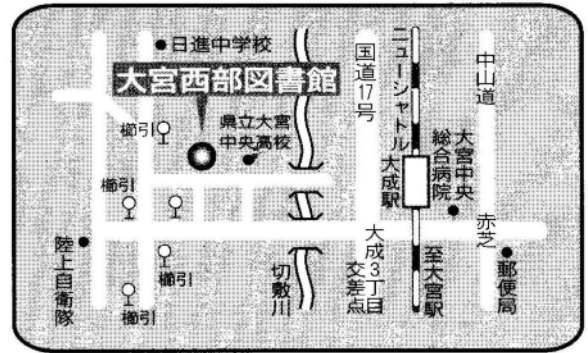 日進中学校
大宮西部図書館
県立大宮
中央高校
櫛引
櫛引
櫛引
櫛引
陸上自衛隊
切敷川
国道17号
ニューシャトル
大成駅
大成3丁目
交差点
至大宮駅
大宮中央
総合病院
中山道
赤芝
郵便局